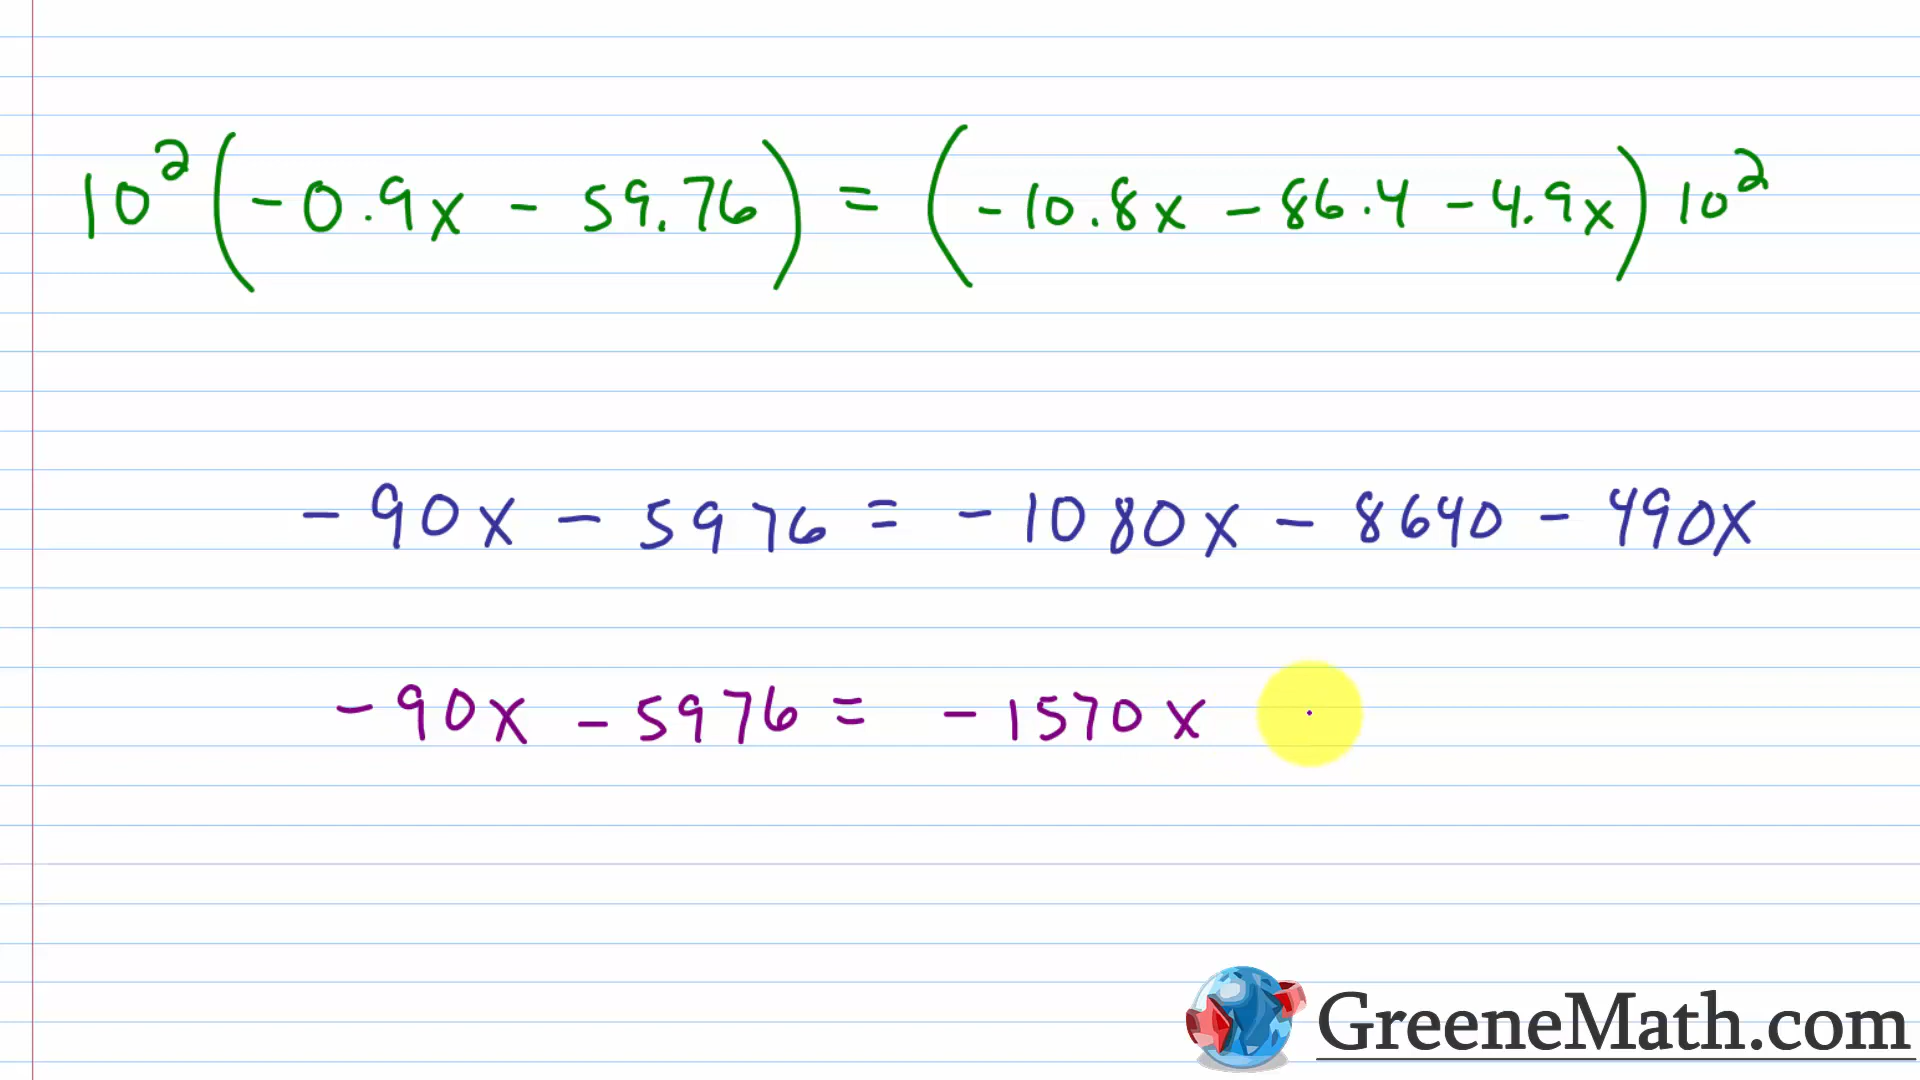 10² (-0.9x - 59.76) = (-10.8x - 86.4 - 4.9x) 10²
-90x - 5976 = -1080x - 8640 - 490x
-90x - 5976 = -1570x
GreeneMath.com